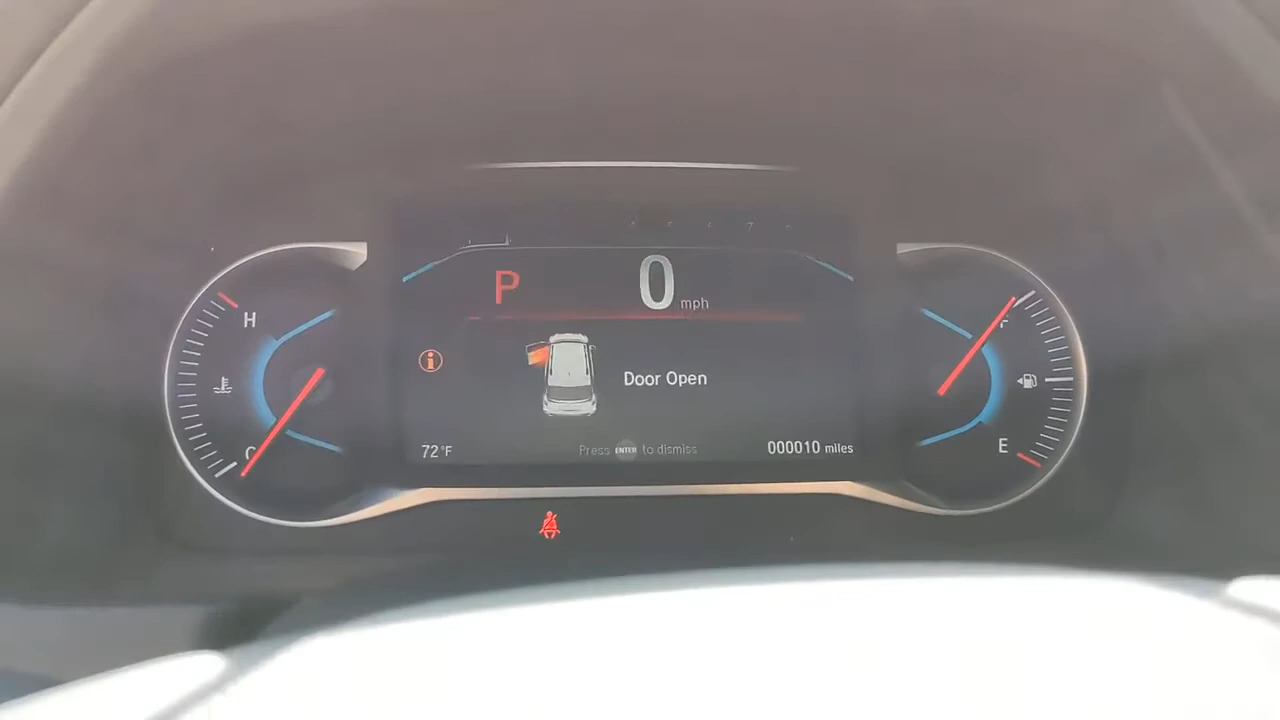 P
0 mph
H
F
Door Open
C
E
72°F
Press ENTER to dismiss
000010 miles